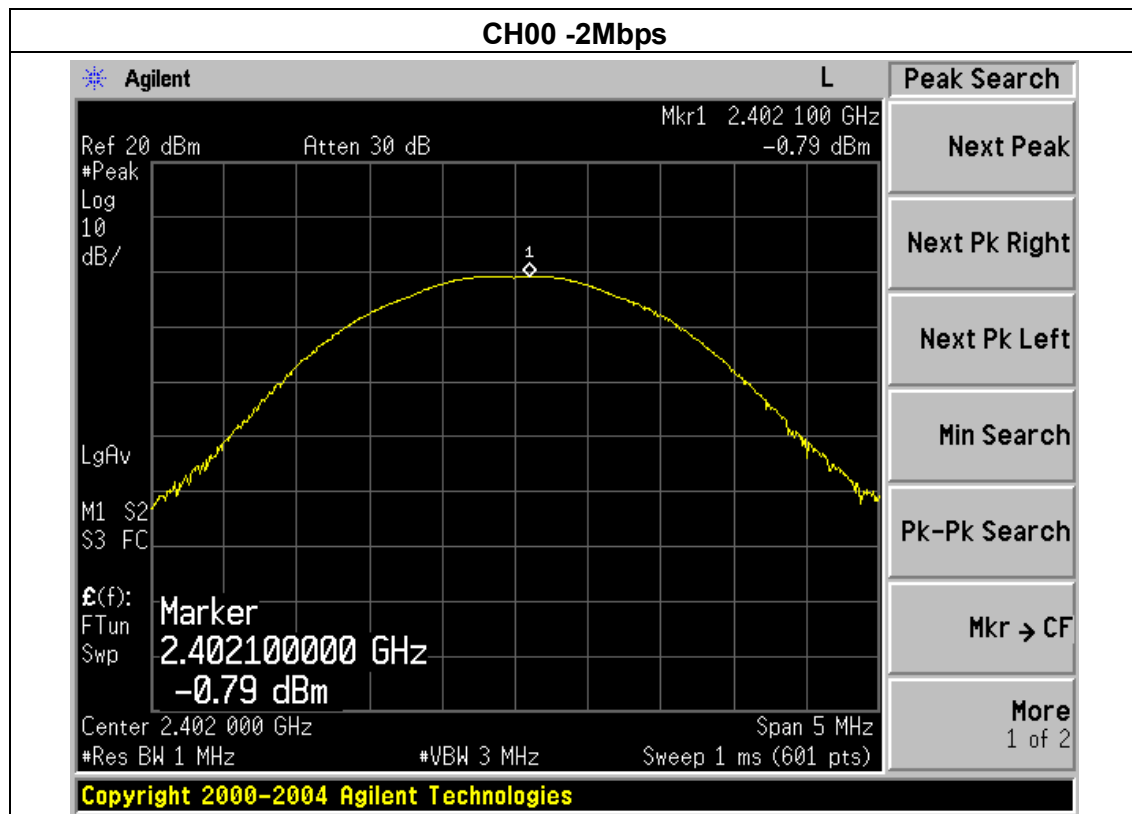 CH00 -2Mbps
Agilent L Peak Search
Mkr1 2.402 100 GHz
Ref 20 dBm Atten 30 dB -0.79 dBm
#Peak
Log
10
dB/
1
LgAv
M1 S2
S3 FC
£(f):
FTun
Swp
Marker
2.402100000 GHz
-0.79 dBm
Center 2.402 000 GHz Span 5 MHz
#Res BW 1 MHz #VBW 3 MHz Sweep 1 ms (601 pts)
Next Peak
Next Pk Right
Next Pk Left
Min Search
Pk-Pk Search
Mkr → CF
More
1 of 2
Copyright 2000-2004 Agilent Technologies